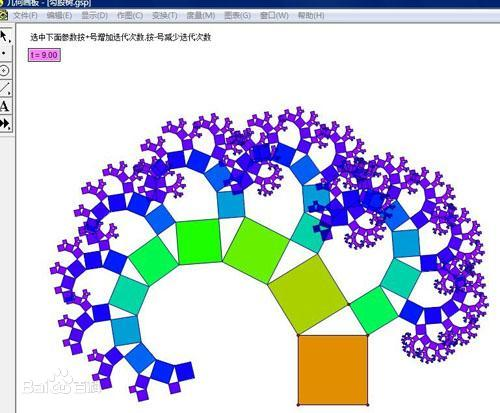 几何画板 - [勾股树.gsp]
文件(F) 编辑(E) 显示(D) 作图(C) 变换(T) 度量(M) 图表(G) 窗口(W) 帮助(H)
选中下面参数按+号增加迭代次数.按-号减少迭代次数
t = 9.00
A
Bai百科